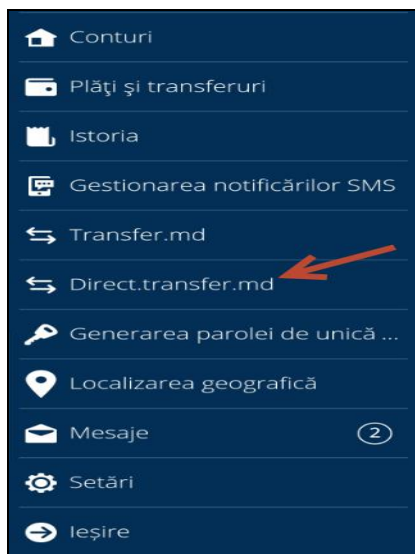 Conturi
Plăţi şi transferuri
Istoria
Gestionarea notificărilor SMS
Transfer.md
Direct.transfer.md
Generarea parolei de unică ...
Localizarea geografică
Mesaje 2
Setări
Ieșire